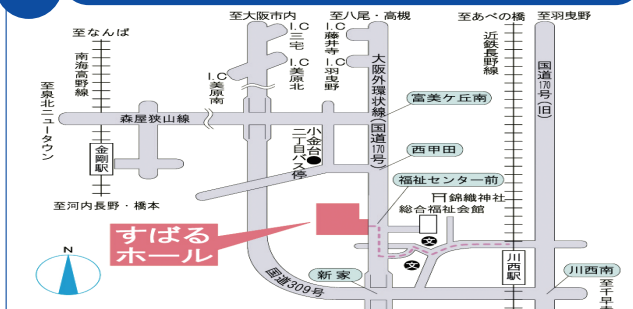 至大阪市内
至八尾・高槻
至あべの橋
至羽曳野
至なんば
南海高野線
至泉北ニュータウン
I.C三宅
I.C美原北
I.C美原南
I.C藤井寺
I.C羽曳野
大阪外環状線(国道170号)
近鉄長野線
国道170号(旧)
富美ケ丘南
森屋狭山線
小金台二丁目バス停
西甲田
金剛駅
福祉センター前
錦織神社
総合福祉会館
至河内長野・橋本
すばる
ホール
文
文
N
新家
国道309号
川西駅
川西南
至千早